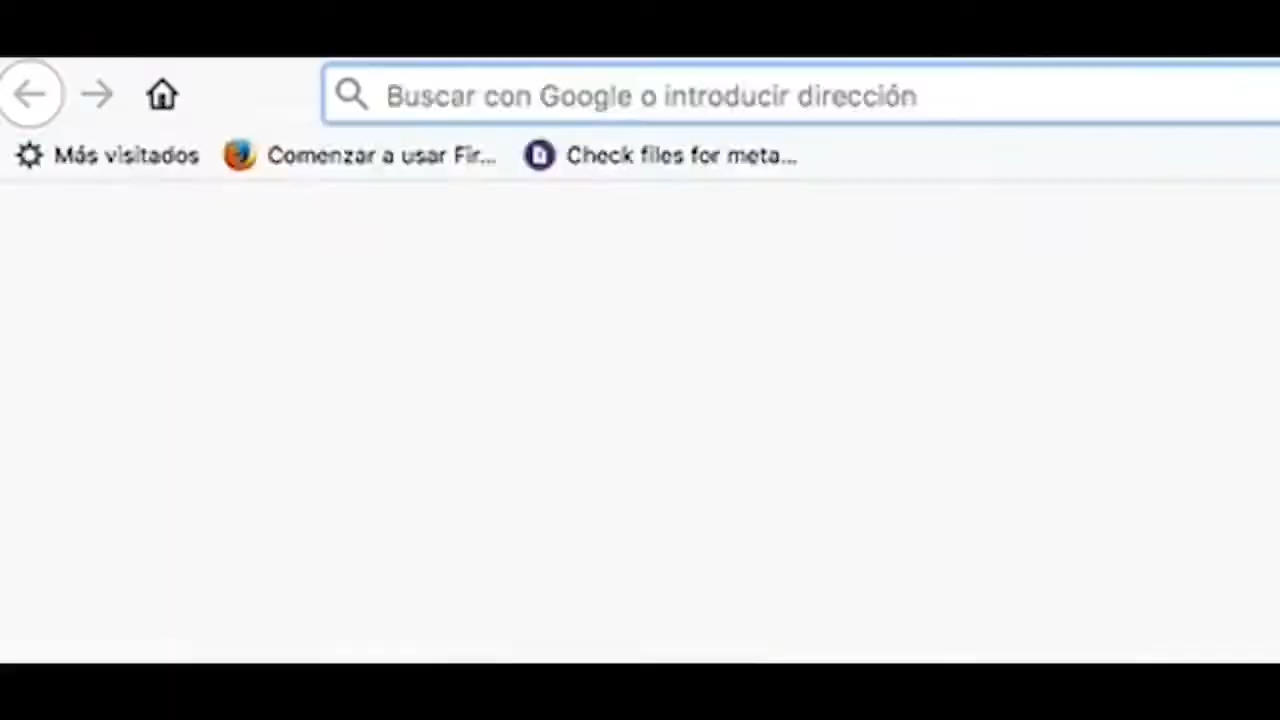 Buscar con Google o introducir dirección
Más visitados Comenzar a usar Fir... Check files for meta...